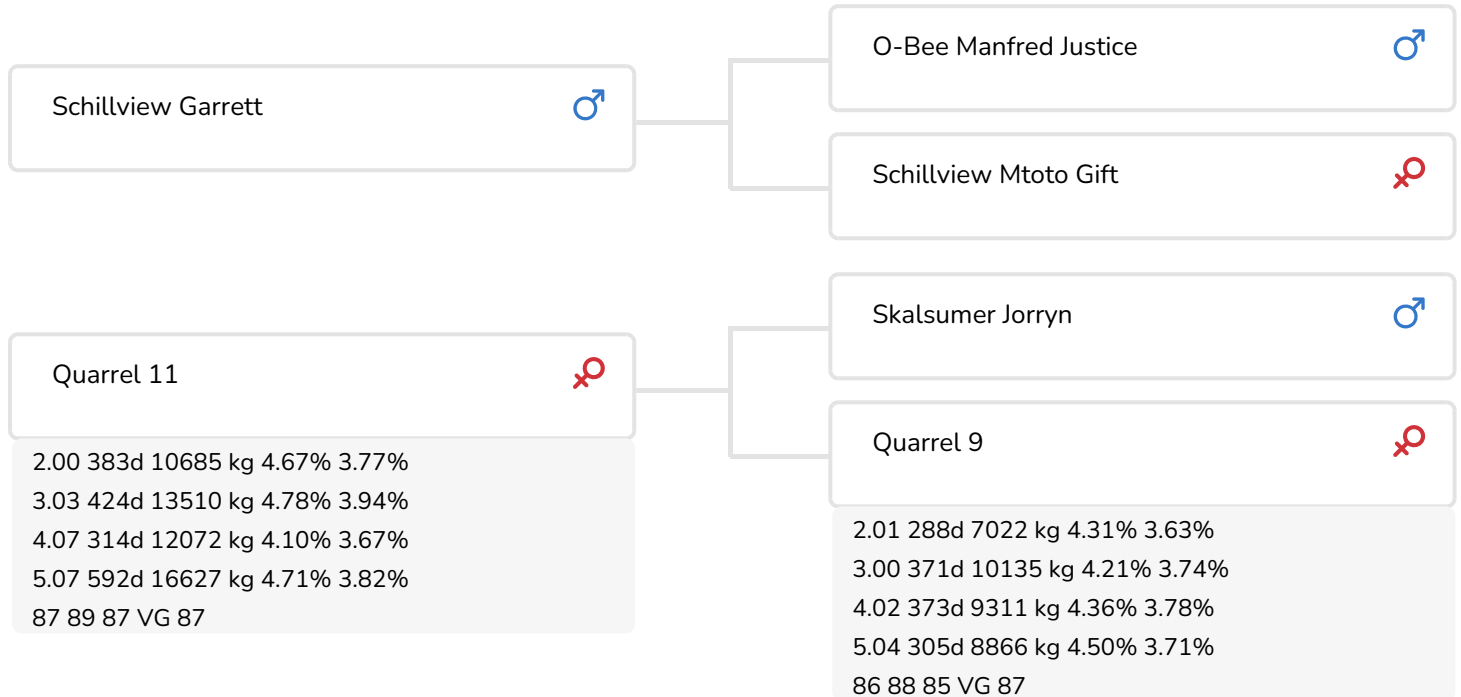 Schillview Garrett
O-Bee Manfred Justice
Schillview Mtoto Gift
Quarrel 11
2.00 383d 10685 kg 4.67% 3.77%
3.03 424d 13510 kg 4.78% 3.94%
4.07 314d 12072 kg 4.10% 3.67%
5.07 592d 16627 kg 4.71% 3.82%
87 89 87 VG 87
Skalsumer Jorryn
Quarrel 9
2.01 288d 7022 kg 4.31% 3.63%
3.00 371d 10135 kg 4.21% 3.74%
4.02 373d 9311 kg 4.36% 3.78%
5.04 305d 8866 kg 4.50% 3.71%
86 88 85 VG 87